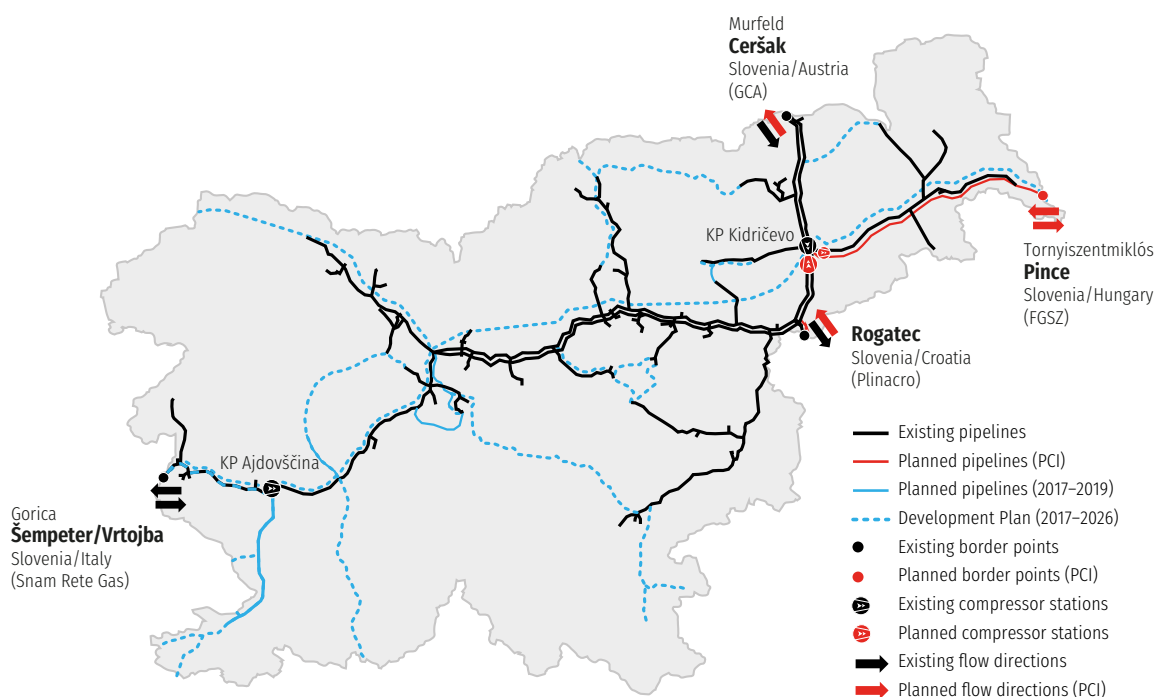 Murfeld
Ceršak
Slovenia/Austria
(GCA)
KP Kidričevo
Tornyiszentmiklós
Pince
Slovenia/Hungary
(FGSZ)
Rogatec
Slovenia/Croatia
(Plinacro)
KP Ajdovščina
Gorica
Šempeter/Vrtojba
Slovenia/Italy
(Snam Rete Gas)
Existing pipelines
Planned pipelines (PCI)
Planned pipelines (2017–2019)
Development Plan (2017–2026)
Existing border points
Planned border points (PCI)
Existing compressor stations
Planned compressor stations
Existing flow directions
Planned flow directions (PCI)